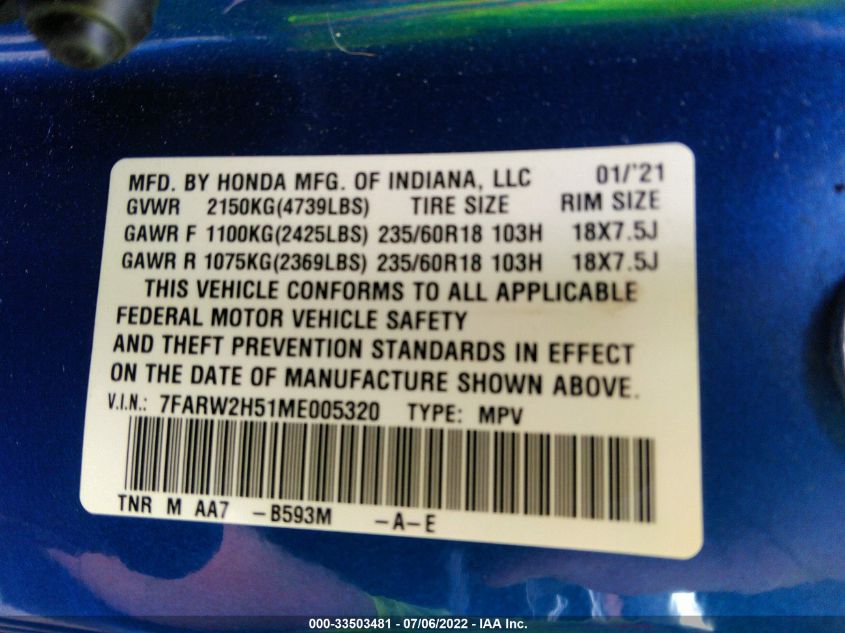 MFD. BY HONDA MFG. OF INDIANA, LLC 01/'21
GVWR 2150KG(4739LBS) TIRE SIZE RIM SIZE
GAWR F 1100KG(2425LBS) 235/60R18 103H 18X7.5J
GAWR R 1075KG(2369LBS) 235/60R18 103H 18X7.5J
THIS VEHICLE CONFORMS TO ALL APPLICABLE
FEDERAL MOTOR VEHICLE SAFETY
AND THEFT PREVENTION STANDARDS IN EFFECT
ON THE DATE OF MANUFACTURE SHOWN ABOVE.
V.I.N.: 7FARW2H51ME005320 TYPE: MPV
TNR M AA7 -B593M -A-E
000-33503481 - 07/06/2022 - IAA Inc.